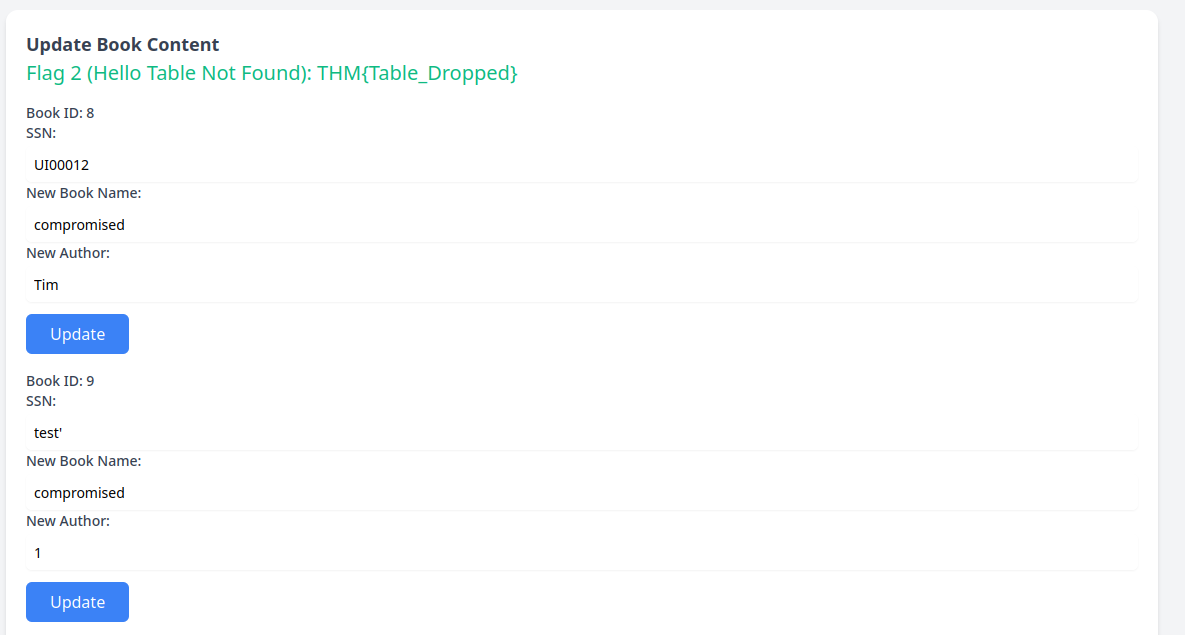 Update Book Content
Flag 2 (Hello Table Not Found): THM{Table_Dropped}
Book ID: 8
SSN:
UI00012
New Book Name:
compromised
New Author:
Tim
Update
Book ID: 9
SSN:
test'
New Book Name:
compromised
New Author:
1
Update